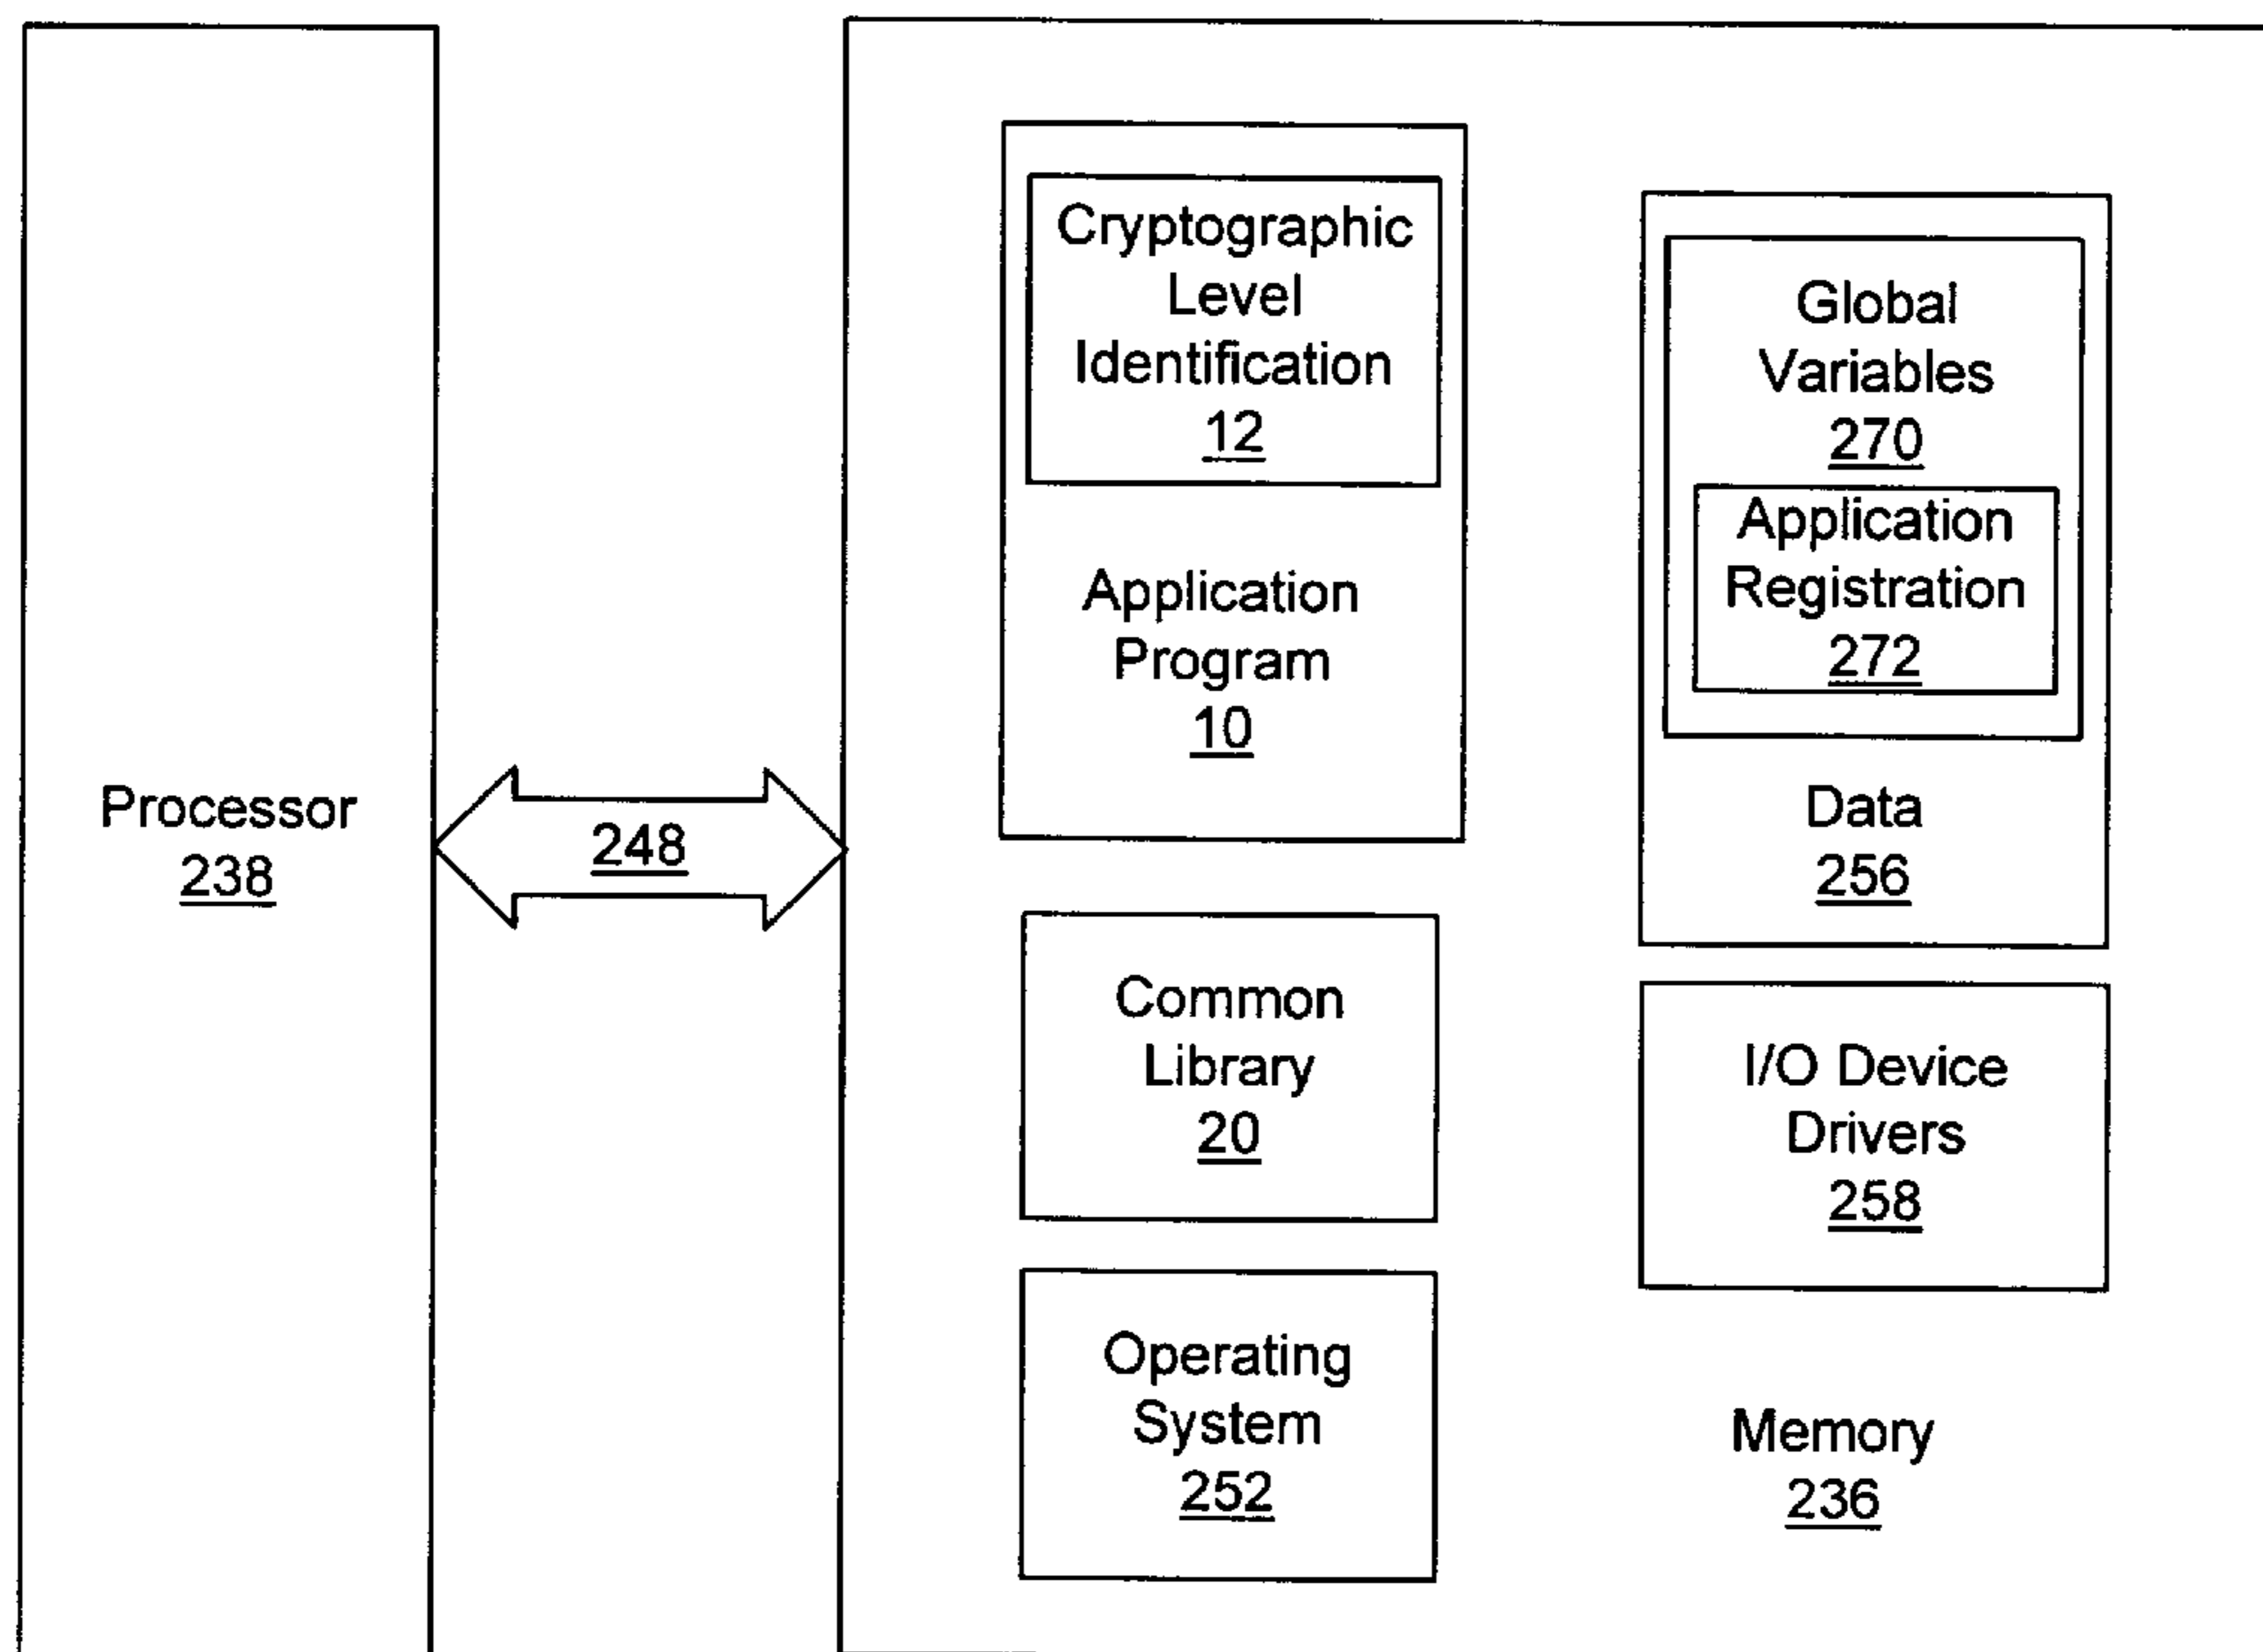 Processor
238
248
Cryptographic
Level
Identification
12
Application
Program
10
Common
Library
20
Operating
System
252
Global
Variables
270
Application
Registration
272
Data
256
I/O Device
Drivers
258
Memory
236